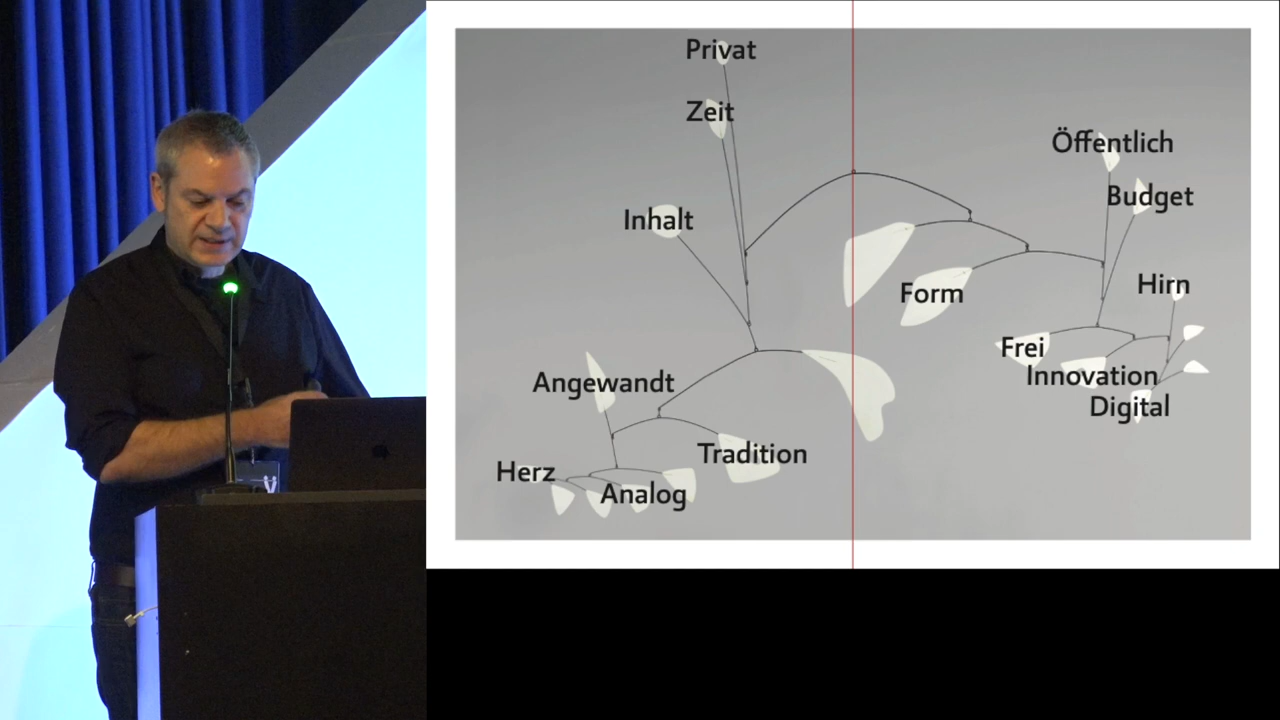 Privat
Zeit
Öffentlich
Budget
Inhalt
Hirn
Form
Frei
Innovation
Digital
Angewandt
Tradition
Herz
Analog